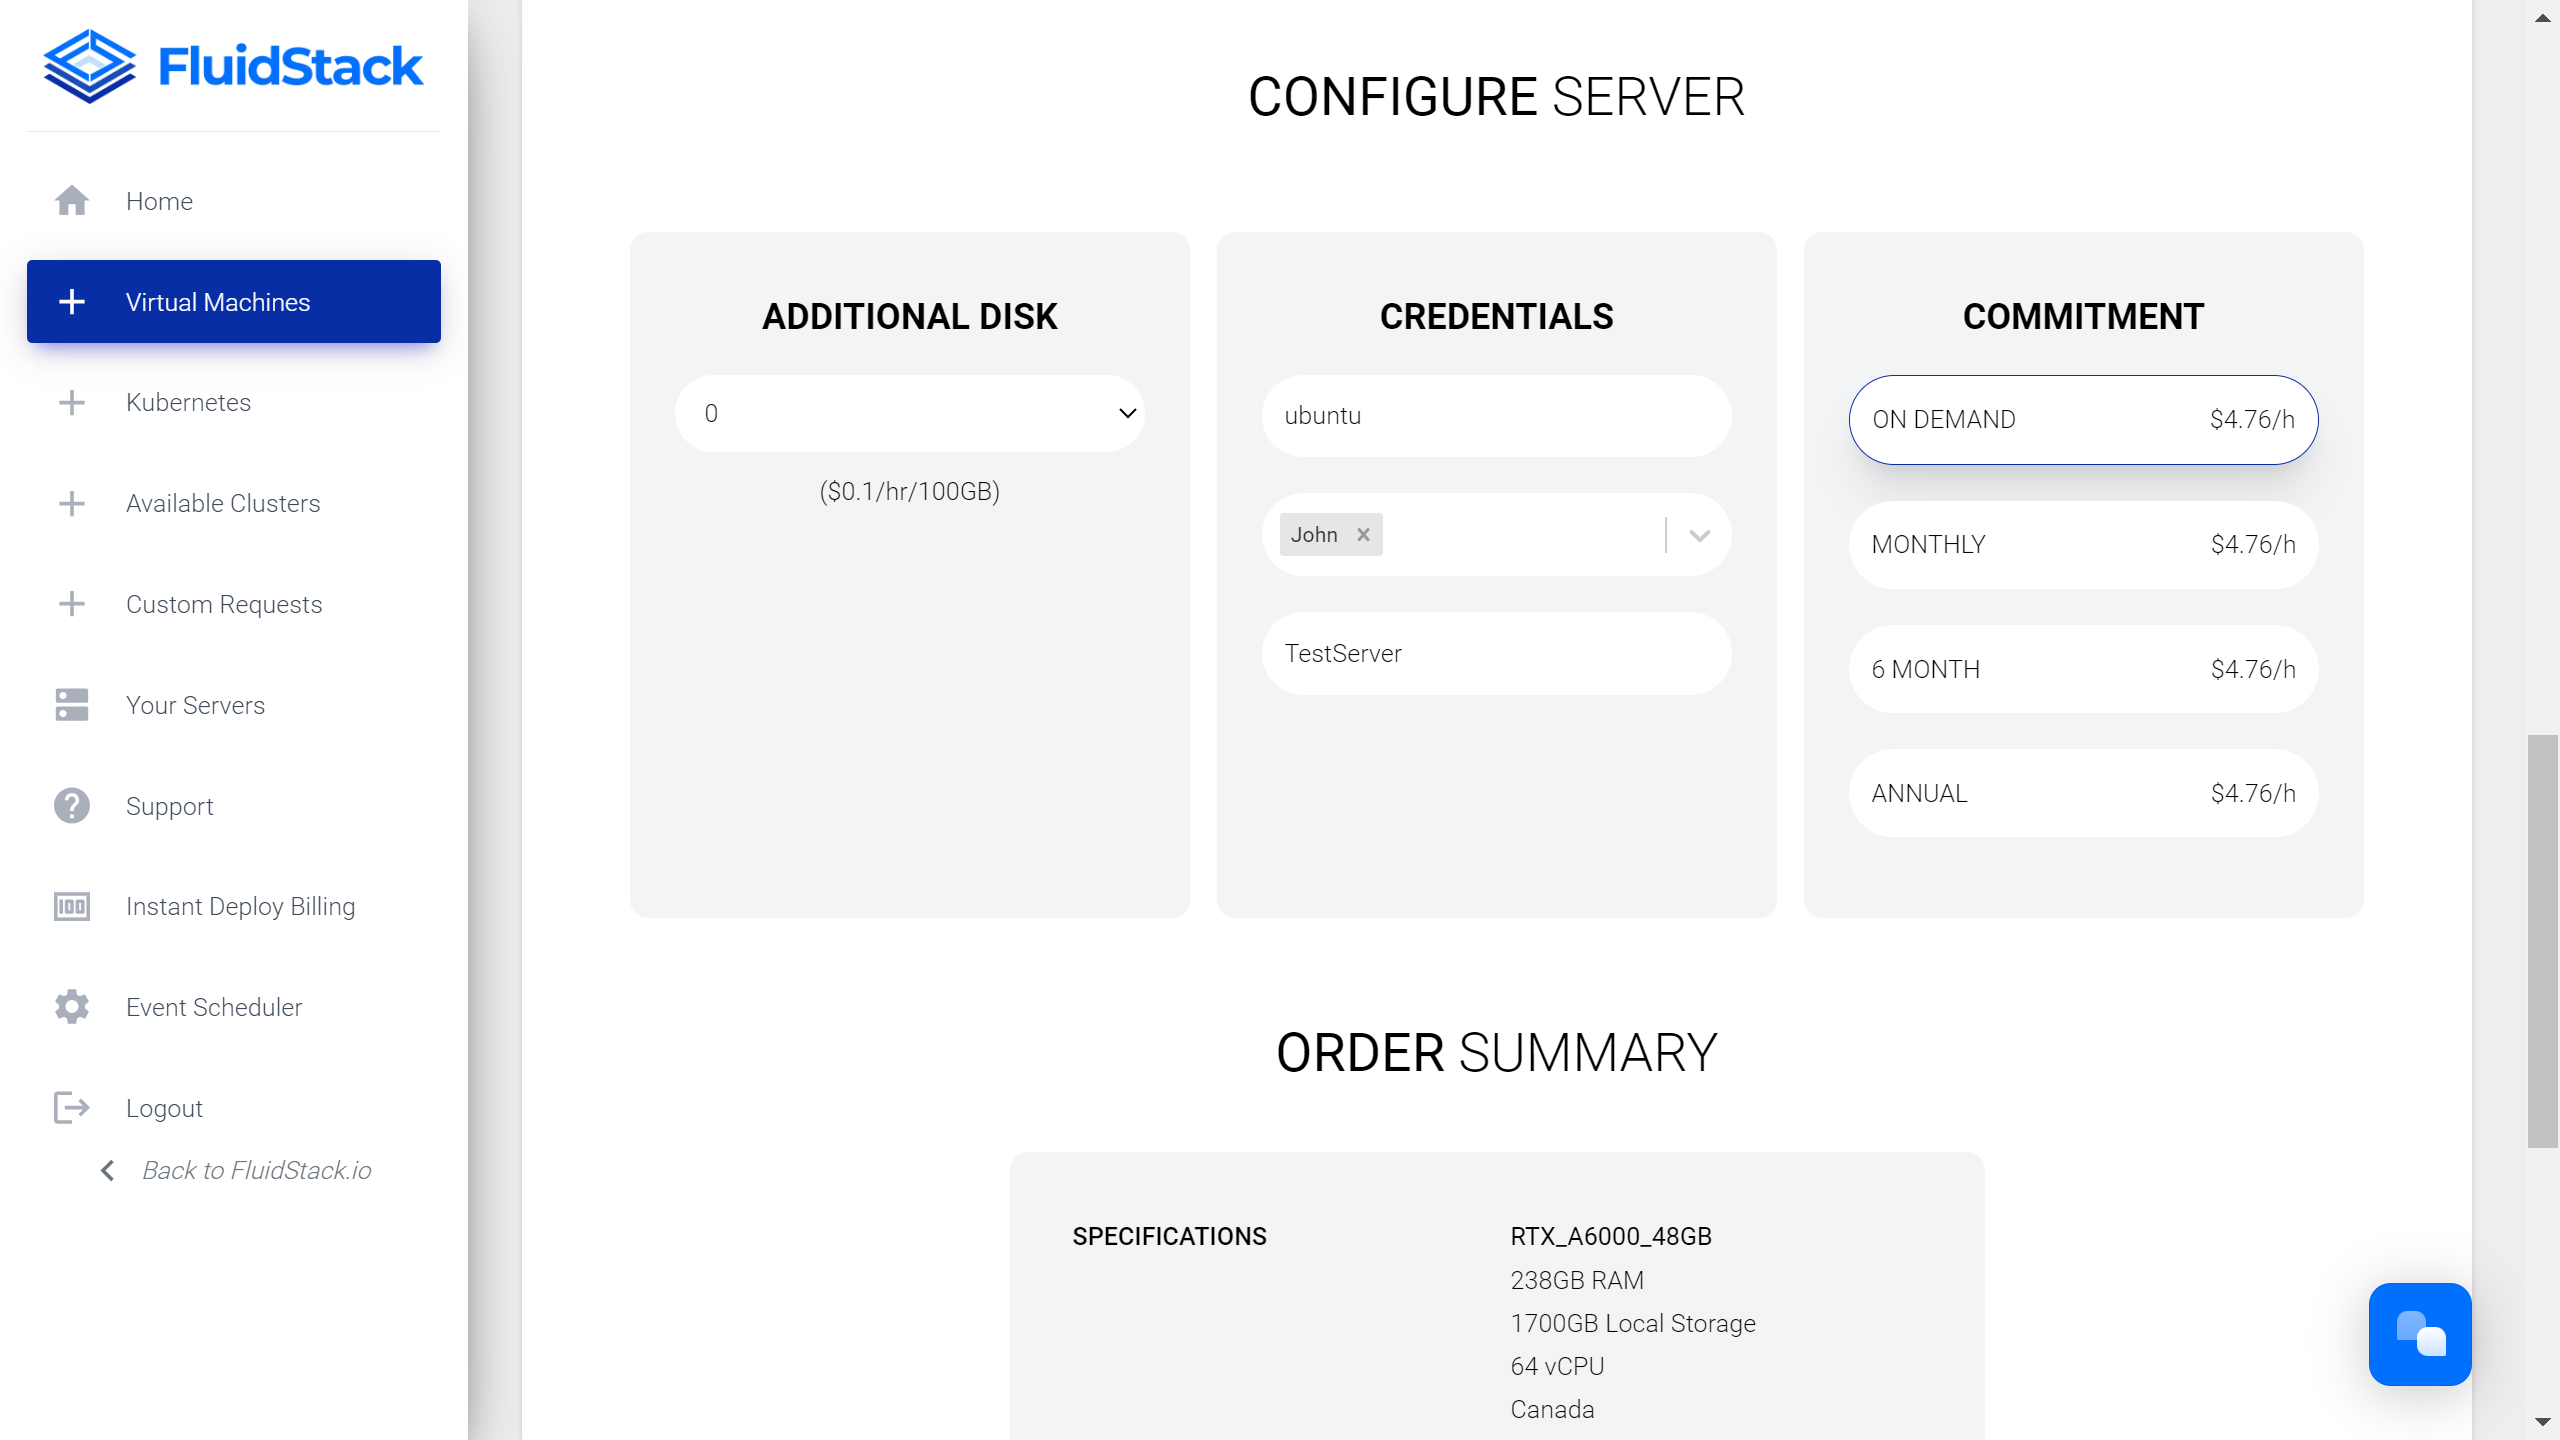 FluidStack
Home
Virtual Machines
Kubernetes
Available Clusters
Custom Requests
Your Servers
Support
100
Instant Deploy Billing
Event Scheduler
Logout
Back to FluidStack.io
CONFIGURE SERVER
ADDITIONAL DISK
0
($0.1/hr/100GB)
CREDENTIALS
ubuntu
John
TestServer
COMMITMENT
ON DEMAND $4.76/h
MONTHLY $4.76/h
6 MONTH $4.76/h
ANNUAL $4.76/h
ORDER SUMMARY
SPECIFICATIONS
RTX_A6000_48GB
238GB RAM
1700GB Local Storage
64 vCPU
Canada